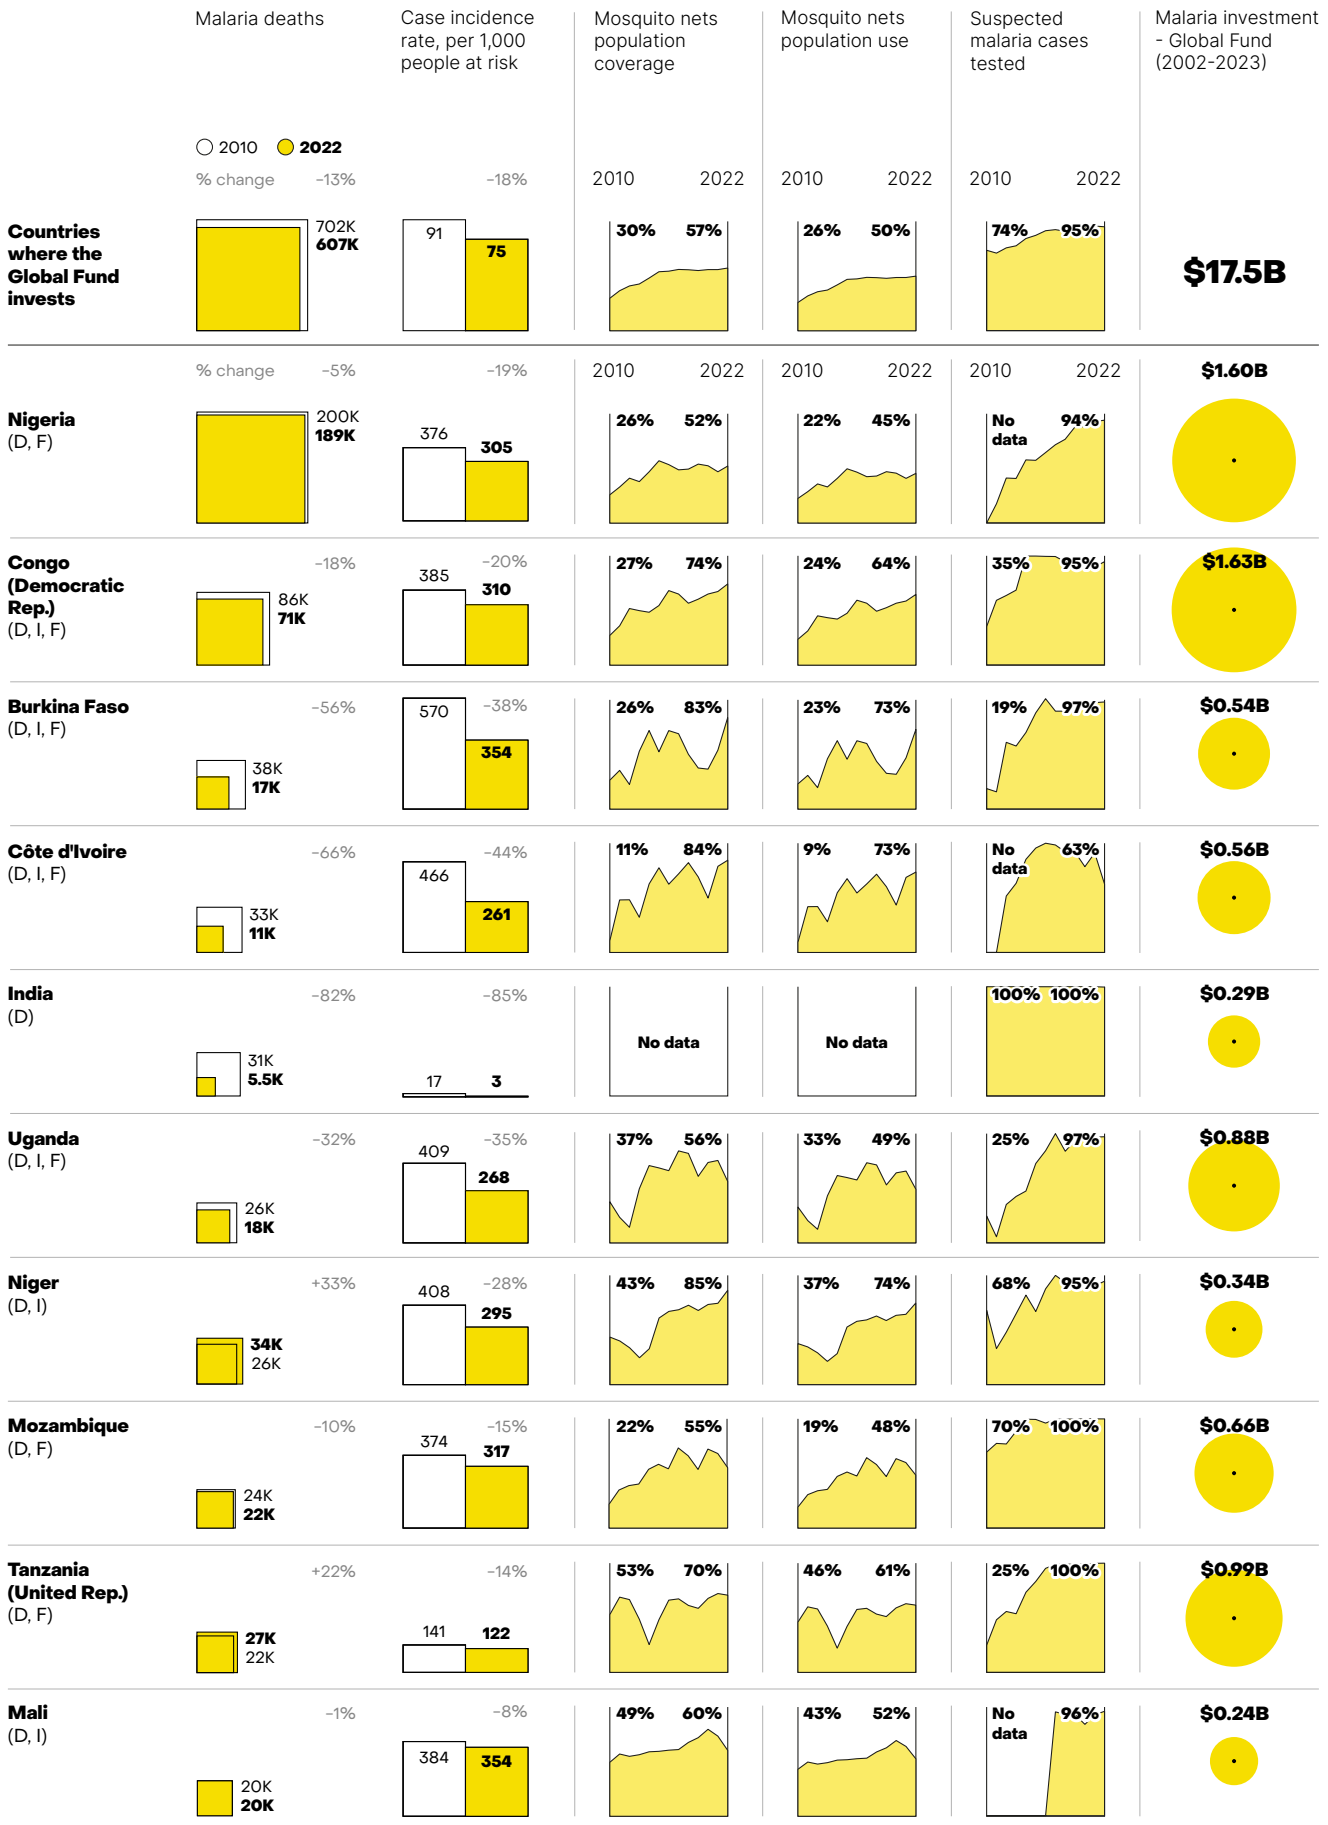 Malaria deaths
Case incidence
rate, per 1,000
people at risk
Mosquito nets
population
coverage
Mosquito nets
population use
Suspected
malaria cases
tested
Malaria investment
- Global Fund
(2002-2023)
2010 2022
% change -13% -18% 2010 2022 2010 2022 2010 2022
Countries
where the
Global Fund
invests
702K
607K
91
75
30% 57%
26% 50%
74% 95%
$17.5B
% change -5% -19% 2010 2022 2010 2022 2010 2022
$1.60B
Nigeria
(D, F)
200K
189K
376
305
26% 52%
22% 45%
No
data
94%
Congo
(Democratic
Rep.)
(D, I, F)
-18%
86K
71K
-20%
385
310
27% 74%
24% 64%
35% 95%
$1.63B
Burkina Faso
(D, I, F)
-56%
38K
17K
-38%
570
354
26% 83%
23% 73%
19% 97%
$0.54B
Côte d'Ivoire
(D, I, F)
-66%
33K
11K
-44%
466
261
11% 84%
9% 73%
No
data
63%
$0.56B
India
(D)
-82%
31K
5.5K
-85%
17
3
No data
No data
100% 100%
$0.29B
Uganda
(D, I, F)
-32%
26K
18K
-35%
409
268
37% 56%
33% 49%
25% 97%
$0.88B
Niger
(D, I)
+33%
34K
26K
-28%
408
295
43% 85%
37% 74%
68% 95%
$0.34B
Mozambique
(D, F)
-10%
24K
22K
-15%
374
317
22% 55%
19% 48%
70% 100%
$0.66B
Tanzania
(United Rep.)
(D, F)
+22%
27K
22K
-14%
141
122
53% 70%
46% 61%
25% 100%
$0.99B
Mali
(D, I)
-1%
20K
20K
-8%
384
354
49% 60%
43% 52%
No
data
96%
$0.24B